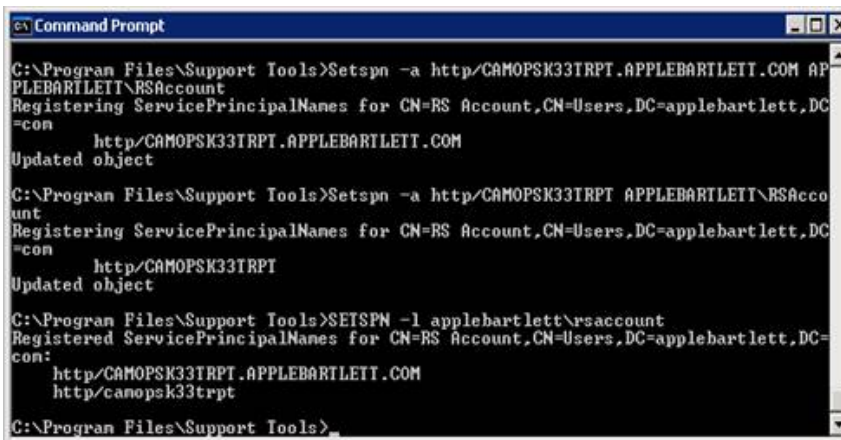 Command Prompt
C:\Program Files\Support Tools>Setspn -a http/CAMOPSK33TRPT.APPLEBARTLETT.COM AP
PLEBARTLETT\RSAccount
Registering ServicePrincipalNames for CN=RS Account,CN=Users,DC=applebartlett,DC
=com
http/CAMOPSK33TRPT.APPLEBARTLETT.COM
Updated object
C:\Program Files\Support Tools>Setspn -a http/CAMOPSK33TRPT APPLEBARTLETT\RSAcco
unt
Registering ServicePrincipalNames for CN=RS Account,CN=Users,DC=applebartlett,DC
=com
http/CAMOPSK33TRPT
Updated object
C:\Program Files\Support Tools>SETSPN -l applebartlett\rsaccount
Registered ServicePrincipalNames for CN=RS Account,CN=Users,DC=applebartlett,DC=
com:
http/CAMOPSK33TRPT.APPLEBARTLETT.COM
http/camopsk33trpt
C:\Program Files\Support Tools>_